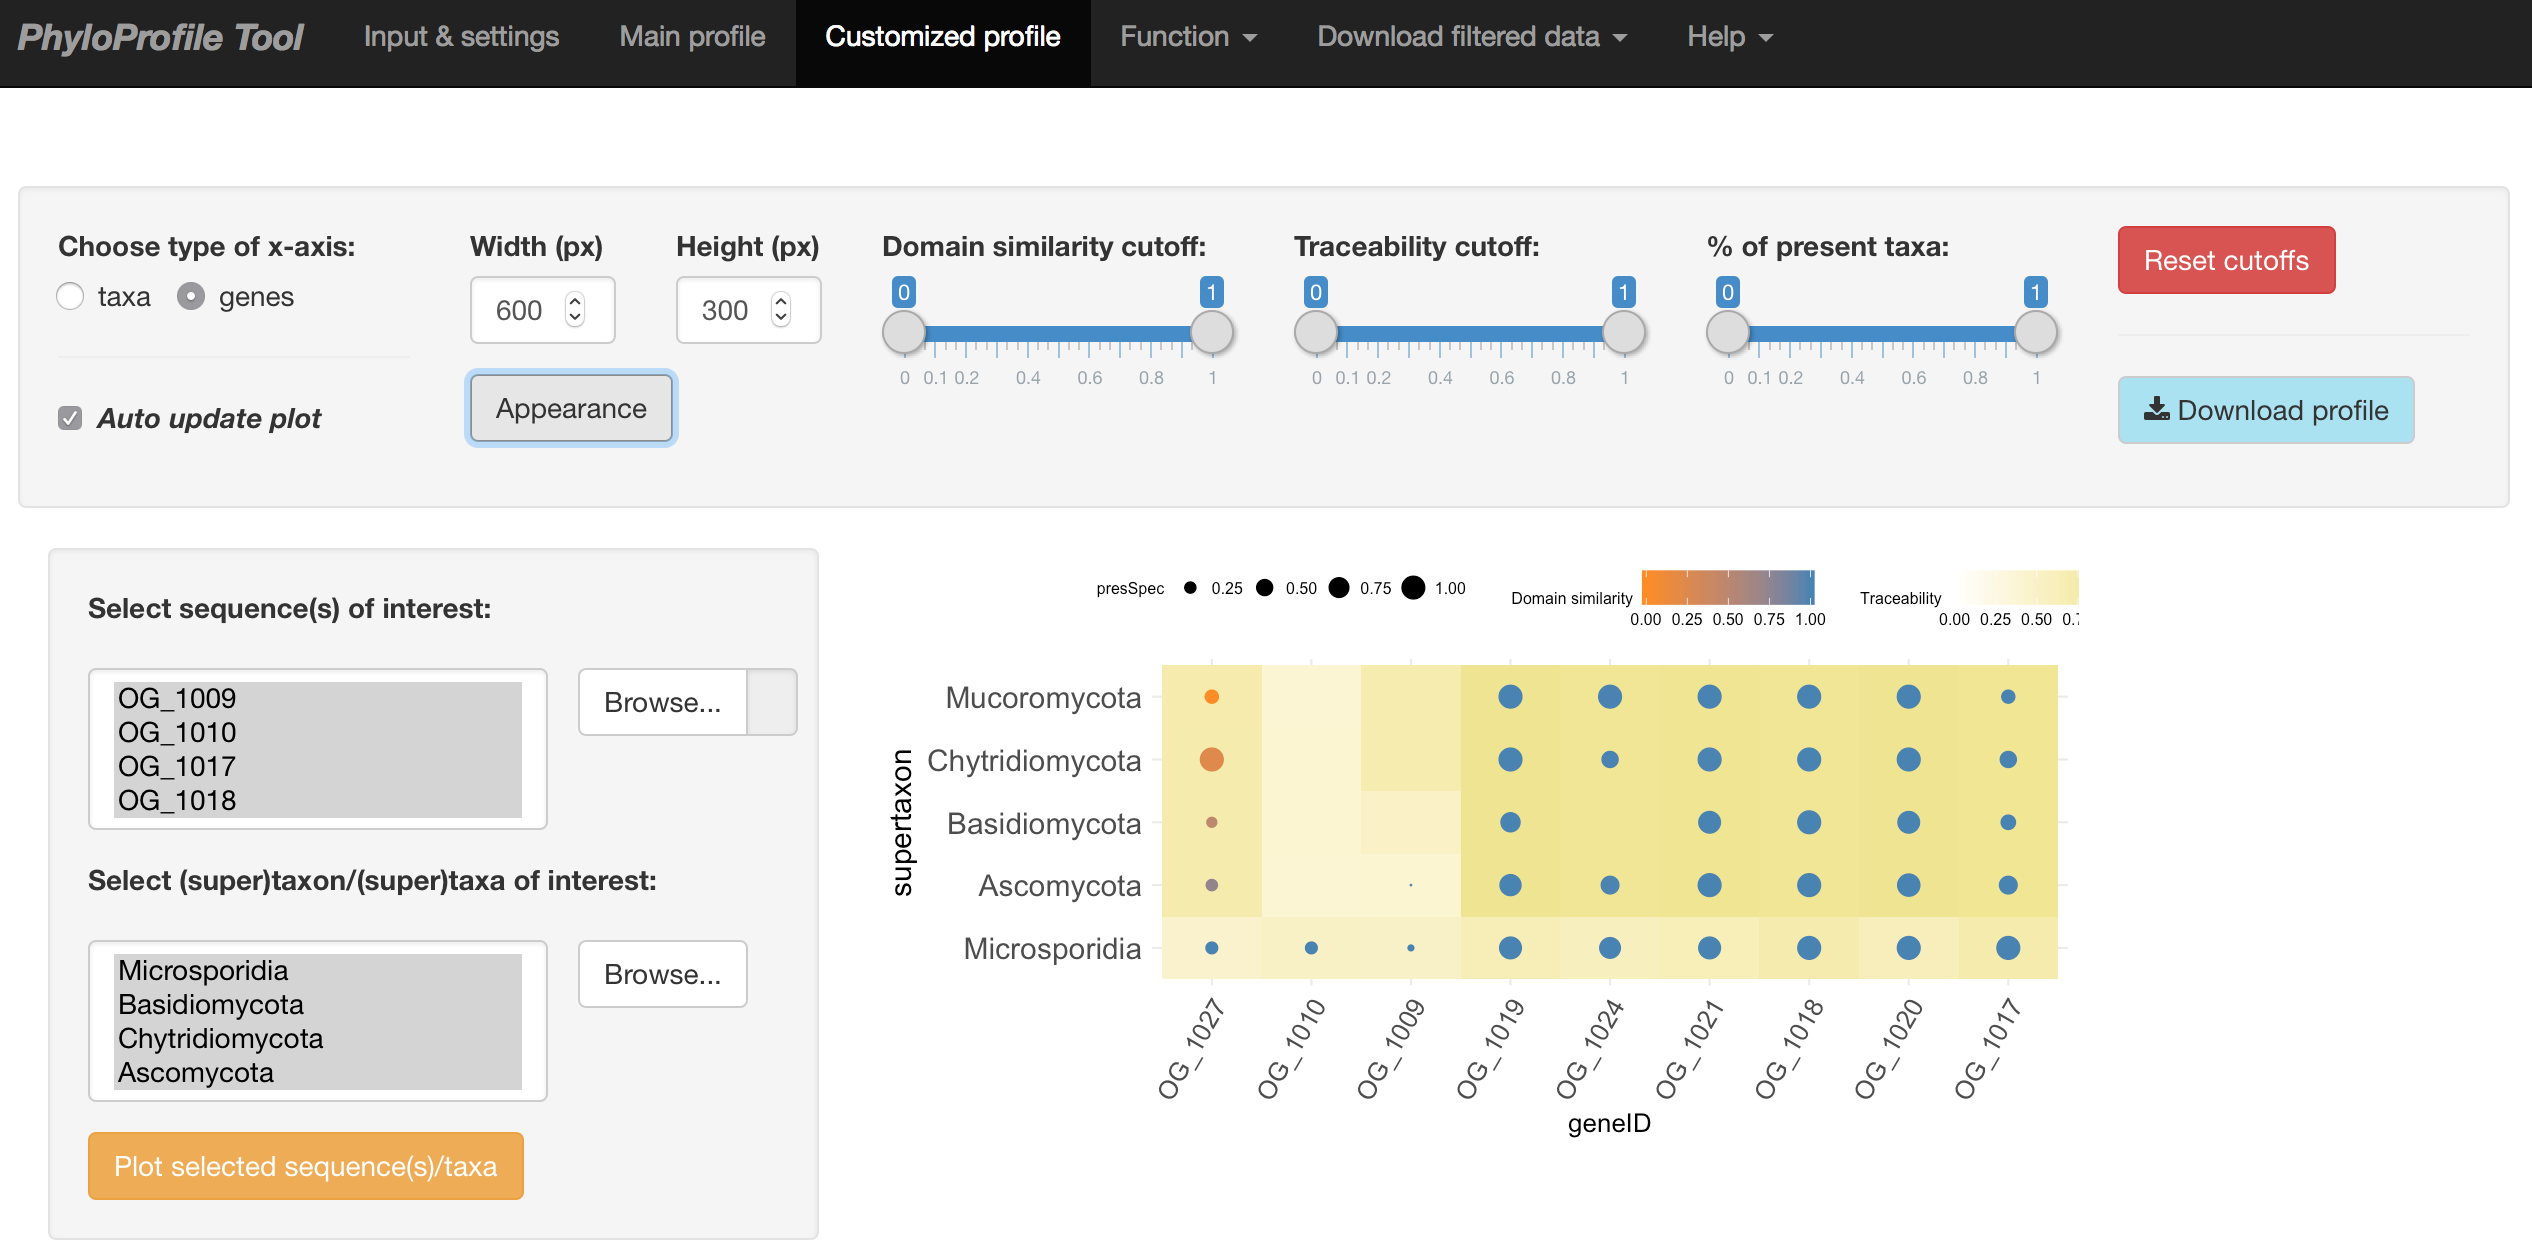 PhyloProfile Tool Input & settings Main profile Customized profile Function Download filtered data Help
Choose type of x-axis:
taxa genes
Auto update plot
Width (px) Height (px)
600 300
Appearance
Domain similarity cutoff:
0 1
0 0.1 0.2 0.4 0.6 0.8 1
Traceability cutoff:
0 1
0 0.1 0.2 0.4 0.6 0.8 1
% of present taxa:
0 1
0 0.1 0.2 0.4 0.6 0.8 1
Reset cutoffs
Download profile
Select sequence(s) of interest:
OG_1009
OG_1010
OG_1017
OG_1018
Browse...
Select (super)taxon/(super)taxa of interest:
Microsporidia
Basidiomycota
Chytridiomycota
Ascomycota
Browse...
Plot selected sequence(s)/taxa
presSpec 0.25 0.50 0.75 1.00
Domain similarity
0.00 0.25 0.50 0.75 1.00
Traceability
0.00 0.25 0.50
supertaxon
Mucoromycota
Chytridiomycota
Basidiomycota
Ascomycota
Microsporidia
OG_1027 OG_1010 OG_1009 OG_1019 OG_1024 OG_1021 OG_1018 OG_1020 OG_1017
geneID